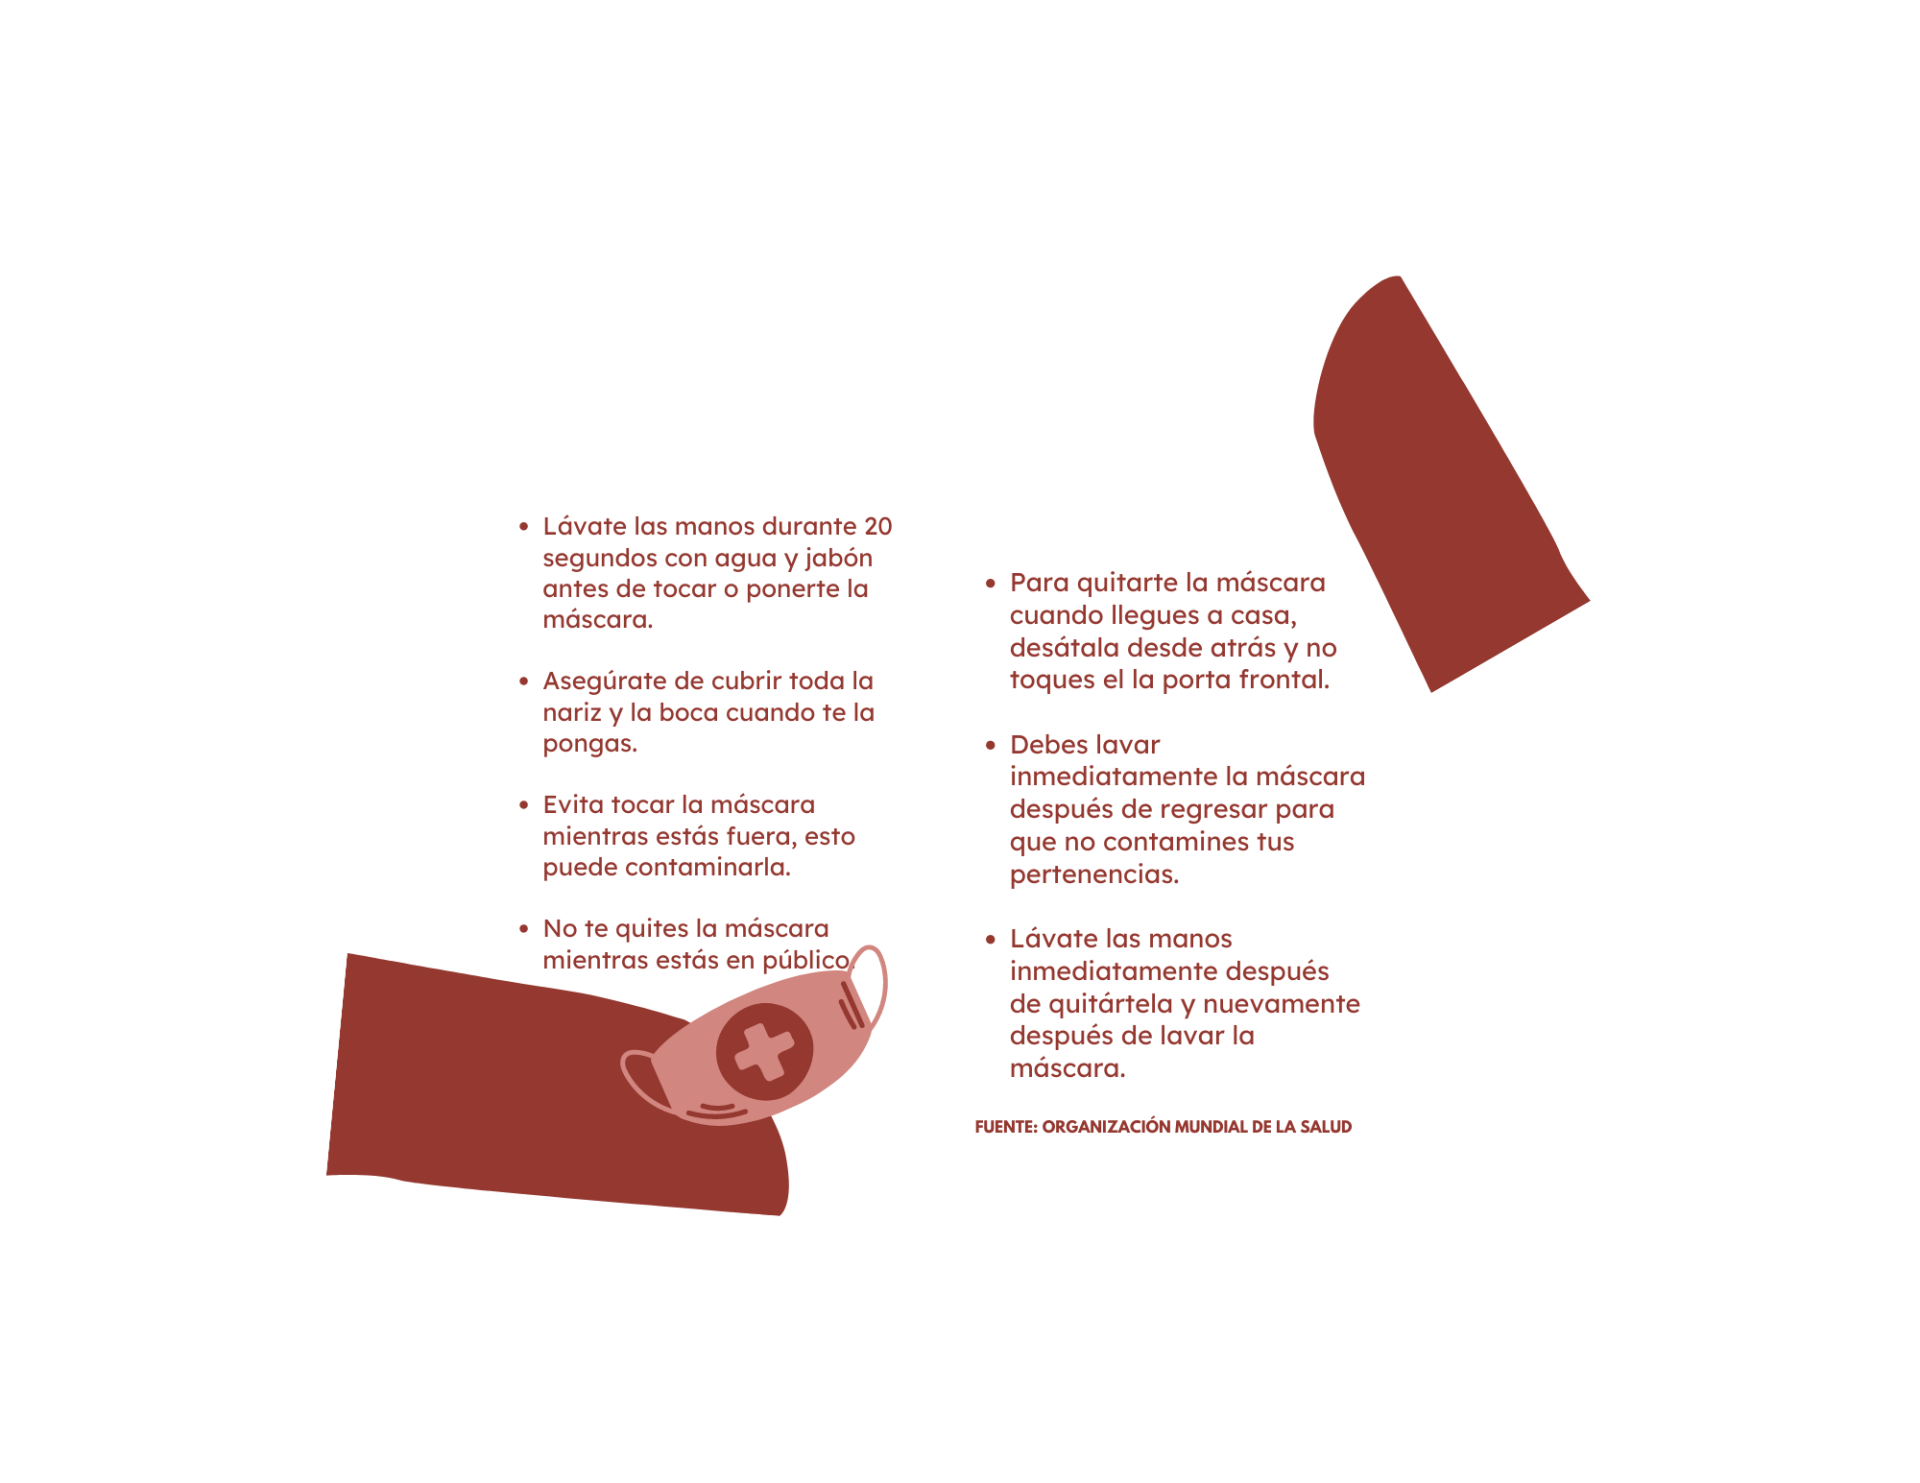 • Lávate las manos durante 20
segundos con agua y jabón
antes de tocar o ponerte la
máscara.
• Asegúrate de cubrir toda la
nariz y la boca cuando te la
pongas.
• Evita tocar la máscara
mientras estás fuera, esto
puede contaminarla.
• No te quites la máscara
mientras estás en público.
• Para quitarte la máscara
cuando llegues a casa,
desátala desde atrás y no
toques el la porta frontal.
• Debes lavar
inmediatamente la máscara
después de regresar para
que no contamines tus
pertenencias.
• Lávate las manos
inmediatamente después
de quitártela y nuevamente
después de lavar la
máscara.
FUENTE: ORGANIZACIÓN MUNDIAL DE LA SALUD